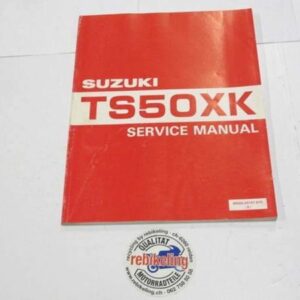 SUZUKI
TS50XK
SERVICE MANUAL
QUALITÄT
rebikeling
MOTORRADTEILE